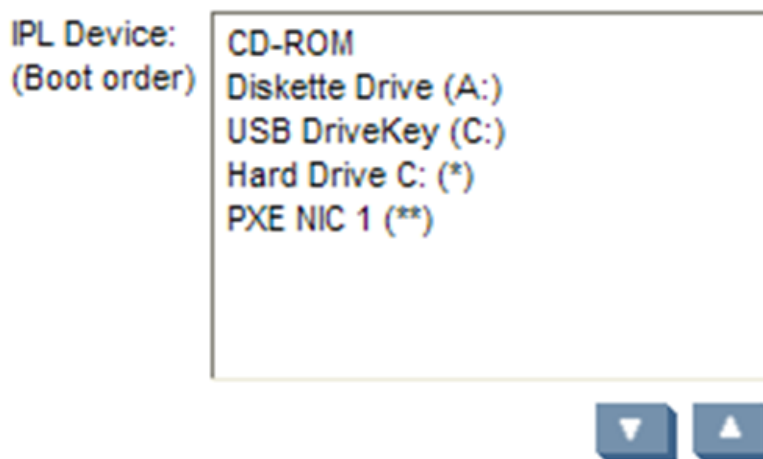 IPL Device:
(Boot order)
CD-ROM
Diskette Drive (A:)
USB DriveKey (C:)
Hard Drive C: (*)
PXE NIC 1 (**)